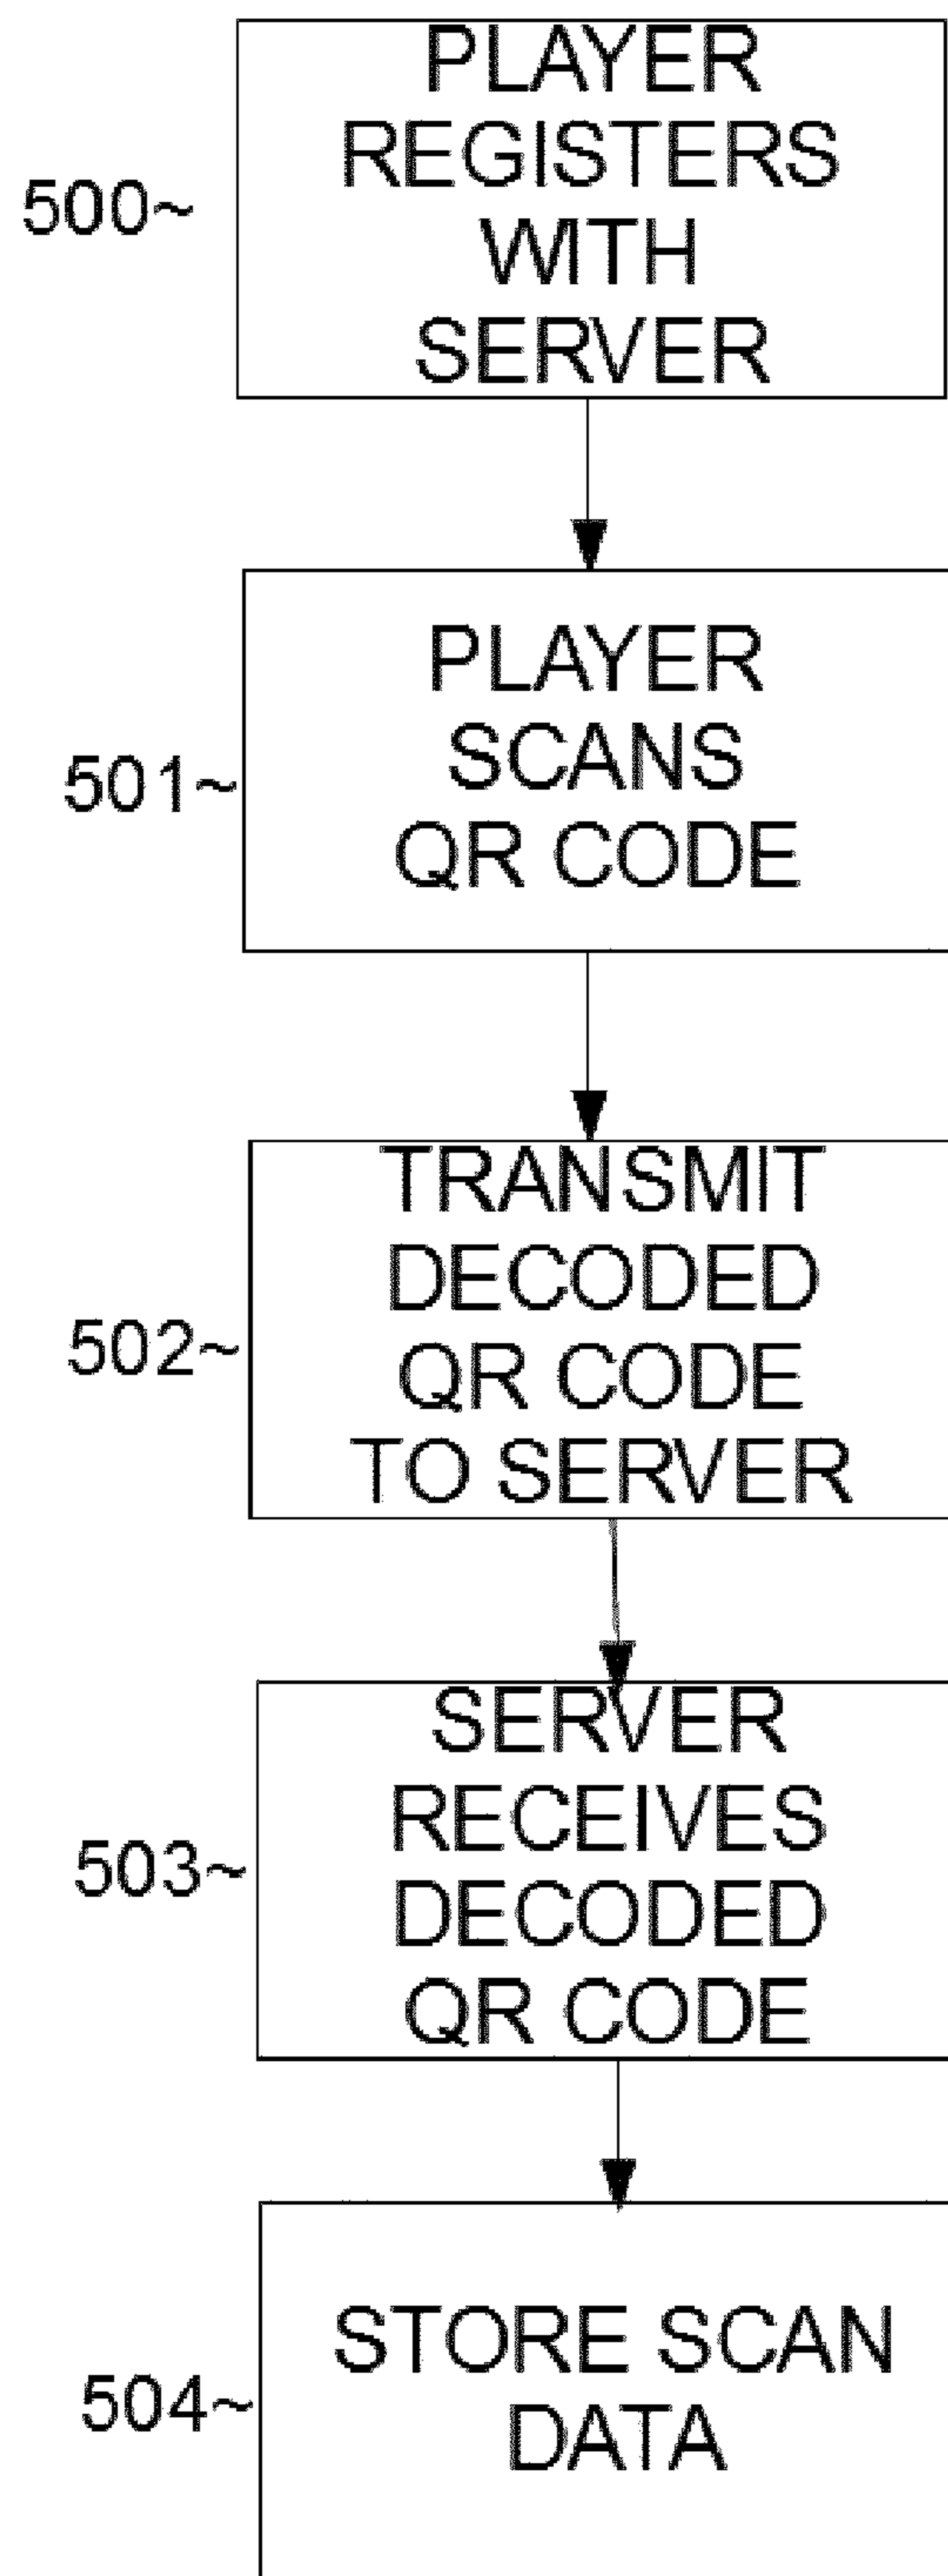 PLAYER
REGISTERS
500~
WITH
SERVER
PLAYER
SCANS
501~
QR CODE
TRANSMIT
DECODED
502~
QR CODE
TO SERVER
SERVER
RECEIVES
503~
DECODED
QR CODE
STORE SCAN
504~
DATA